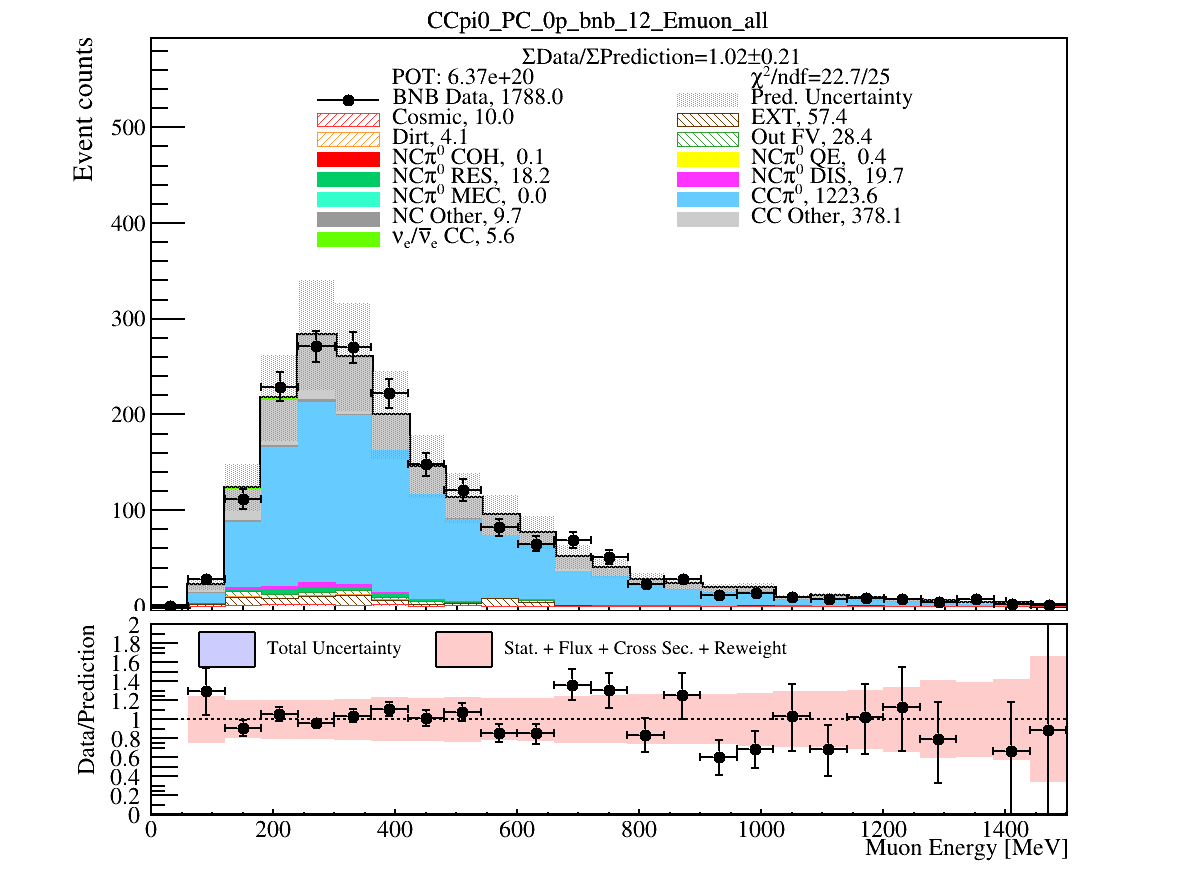 CCpi0_PC_0p_bnb_12_Emuon_all
ΣData/ΣPrediction=1.02±0.21
POT: 6.37e+20
χ²/ndf=22.7/25
BNB Data, 1788.0
Pred. Uncertainty
Cosmic, 10.0
EXT, 57.4
Dirt, 4.1
Out FV, 28.4
NCπ⁰ COH, 0.1
NCπ⁰ QE, 0.4
NCπ⁰ RES, 18.2
NCπ⁰ DIS, 19.7
NCπ⁰ MEC, 0.0
CCπ⁰, 1223.6
NC Other, 9.7
CC Other, 378.1
νₑ/ν̅ₑ CC, 5.6
Event counts
500
400
300
200
100
0
Total Uncertainty
Stat. + Flux + Cross Sec. + Reweight
Data/Prediction
2
1.8
1.6
1.4
1.2
1
0.8
0.6
0.4
0.2
0
0 200 400 600 800 1000 1200 1400
Muon Energy [MeV]